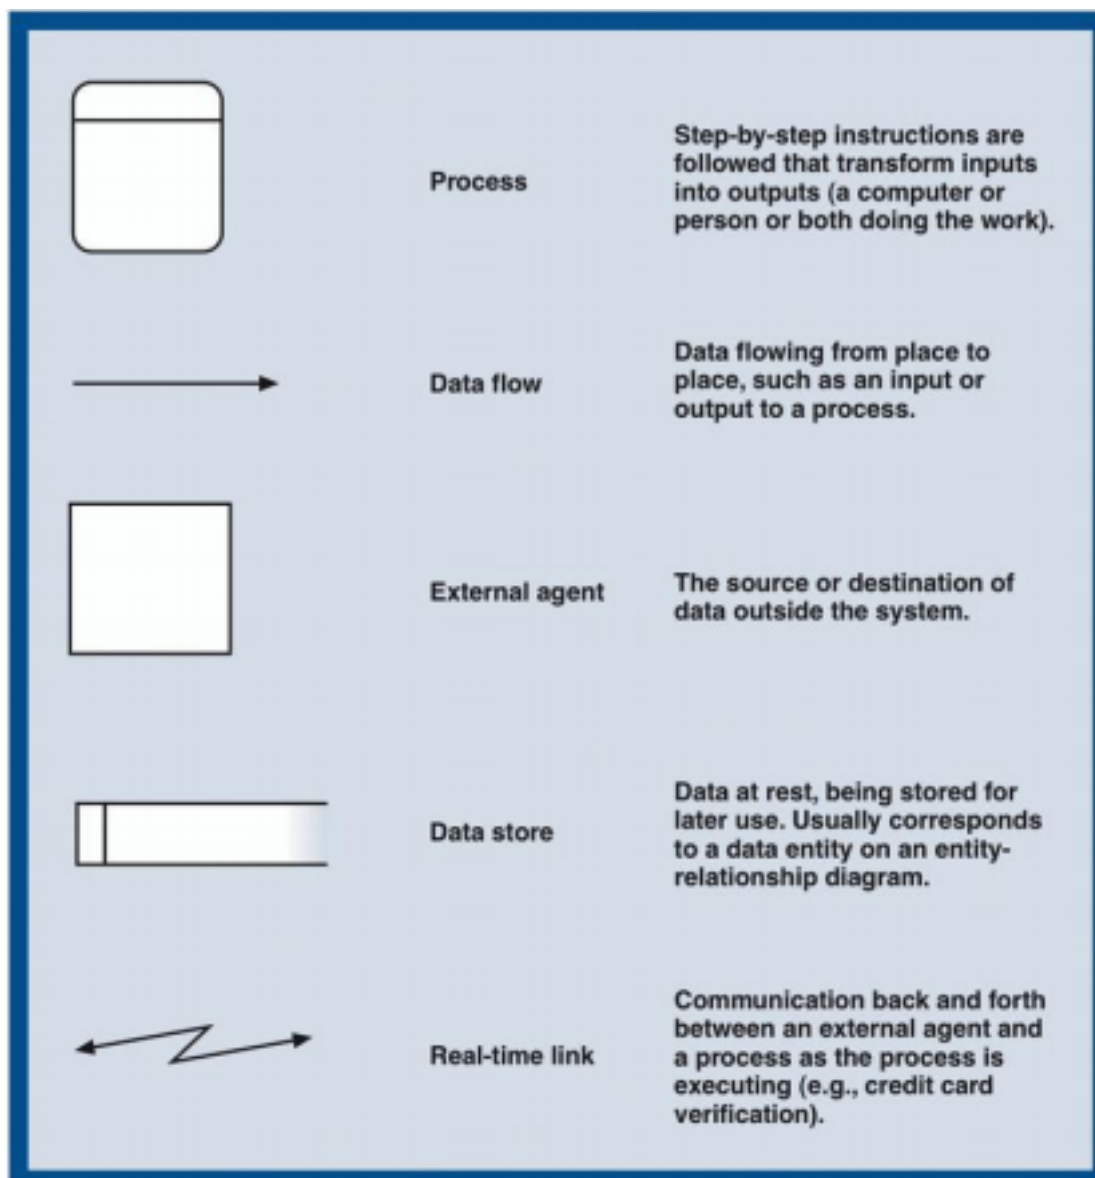 Process
Step-by-step instructions are
followed that transform inputs
into outputs (a computer or
person or both doing the work).
Data flow
Data flowing from place to
place, such as an input or
output to a process.
External agent
The source or destination of
data outside the system.
Data store
Data at rest, being stored for
later use. Usually corresponds
to a data entity on an entity-
relationship diagram.
Real-time link
Communication back and forth
between an external agent and
a process as the process is
executing (e.g., credit card
verification).